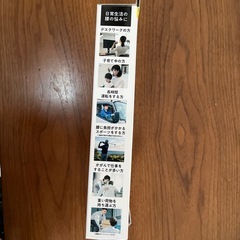 日常生活の
腰の悩みに
デスクワークの方
子育て中の方
長時間
運転をする方
腰に負担がかかる
スポーツをする方
かがんで仕事を
することが多い方
重い荷物を
持ち運ぶ方